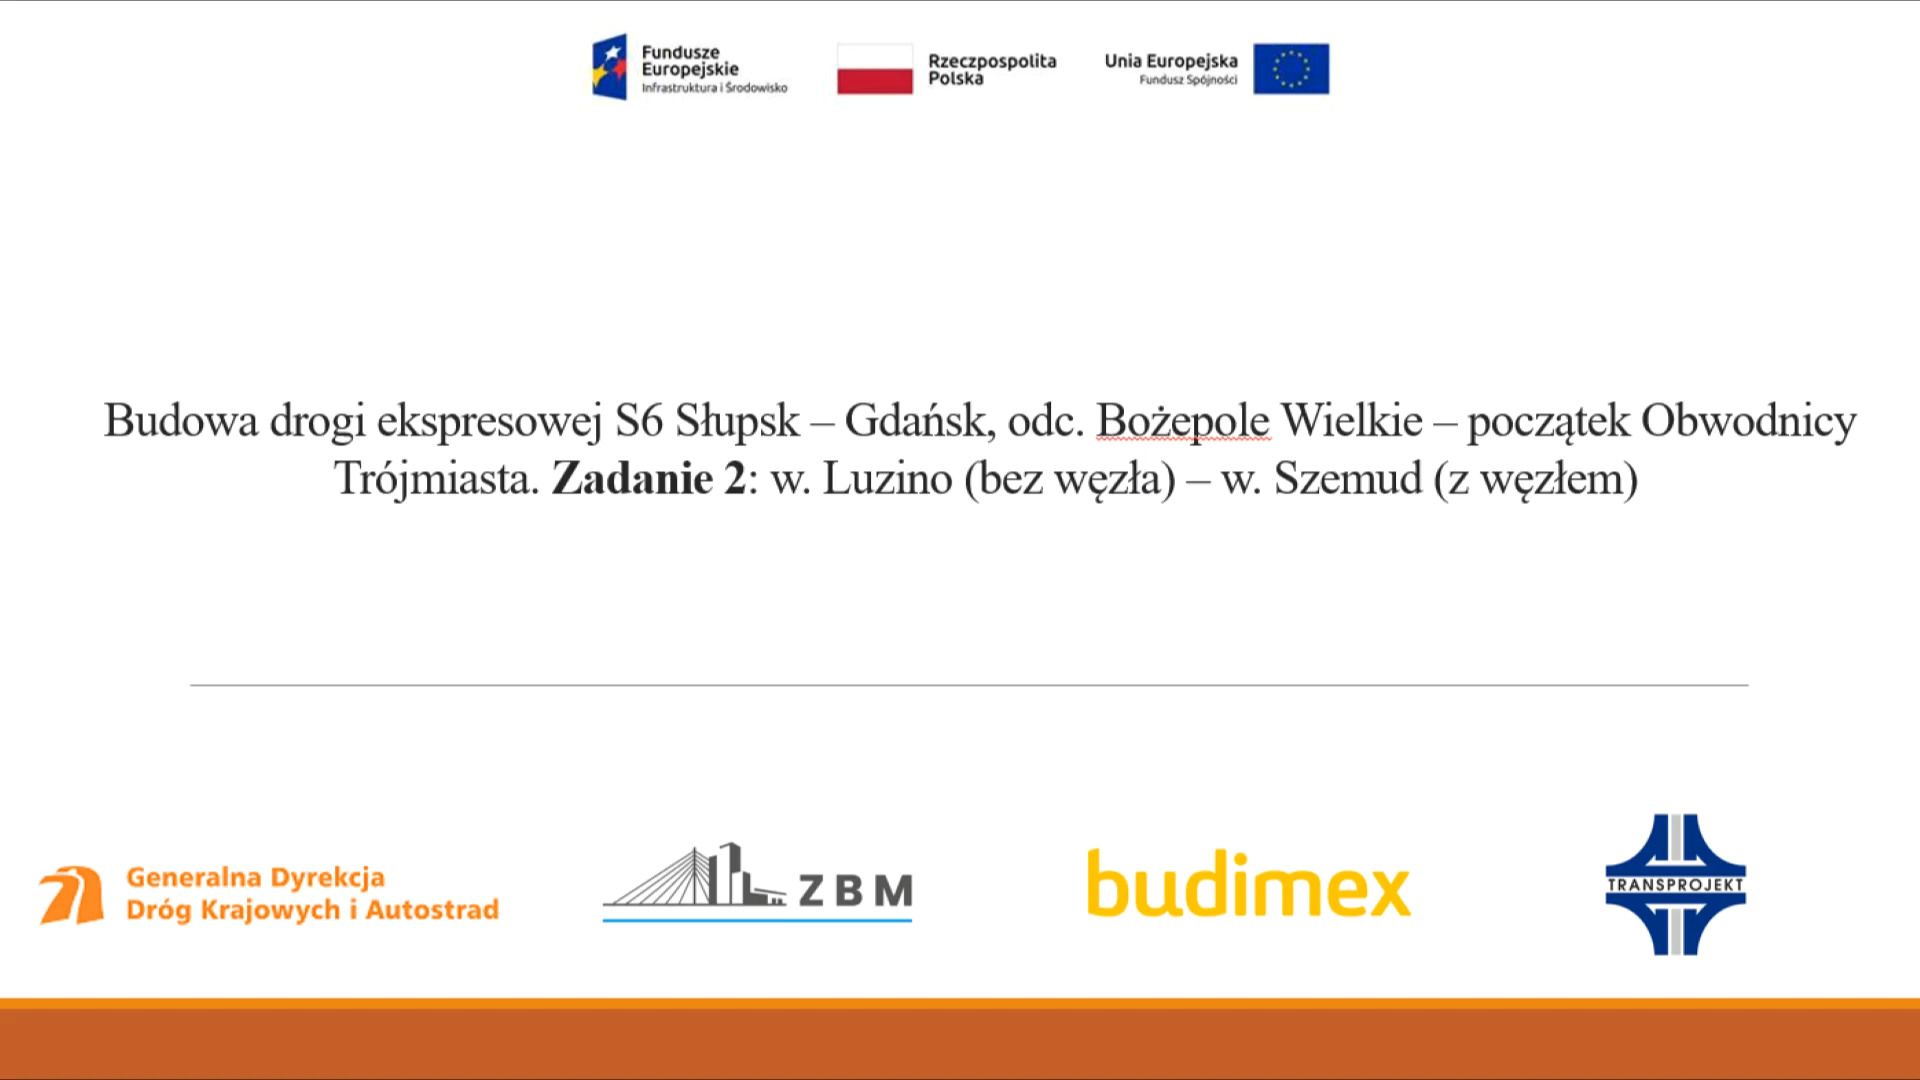 Fundusze
Europejskie
Infrastruktura i Środowisko
Rzeczpospolita
Polska
Unia Europejska
Fundusz Spójności
Budowa drogi ekspresowej S6 Słupsk – Gdańsk, odc. Bożepole Wielkie – początek Obwodnicy
Trójmiasta. Zadanie 2: w. Luzino (bez węzła) – w. Szemud (z węzłem)
Generalna Dyrekcja
Dróg Krajowych i Autostrad
ZBM
budimex
TRANSPROJEKT